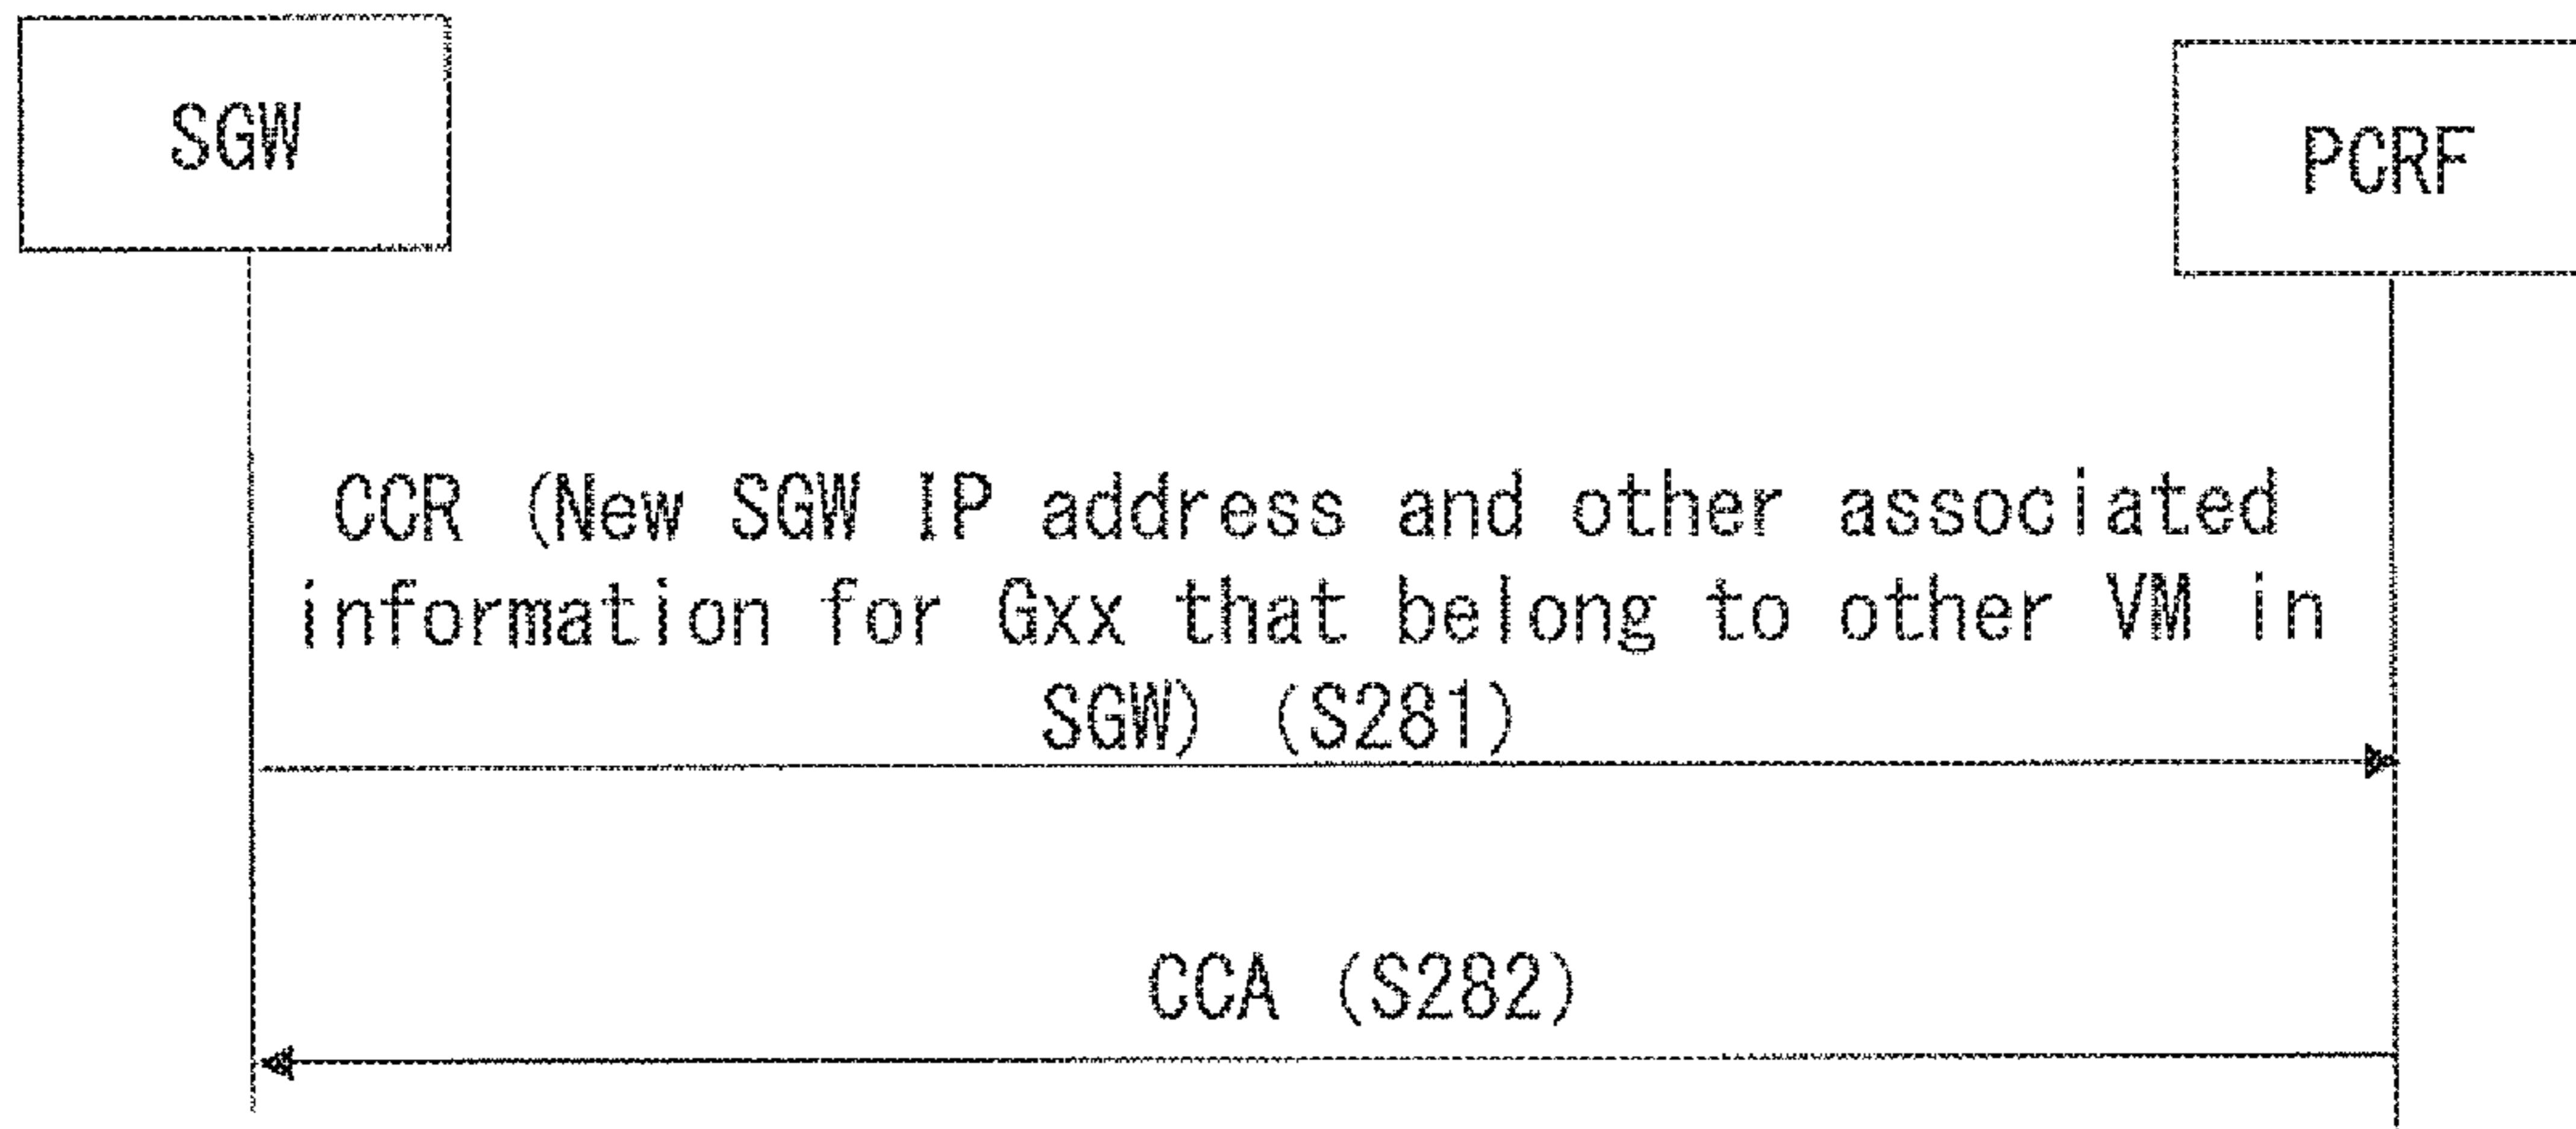 SGW
PCRF
CCR (New SGW IP address and other associated
information for Gxx that belong to other VM in
SGW) (S281)
CCA (S282)